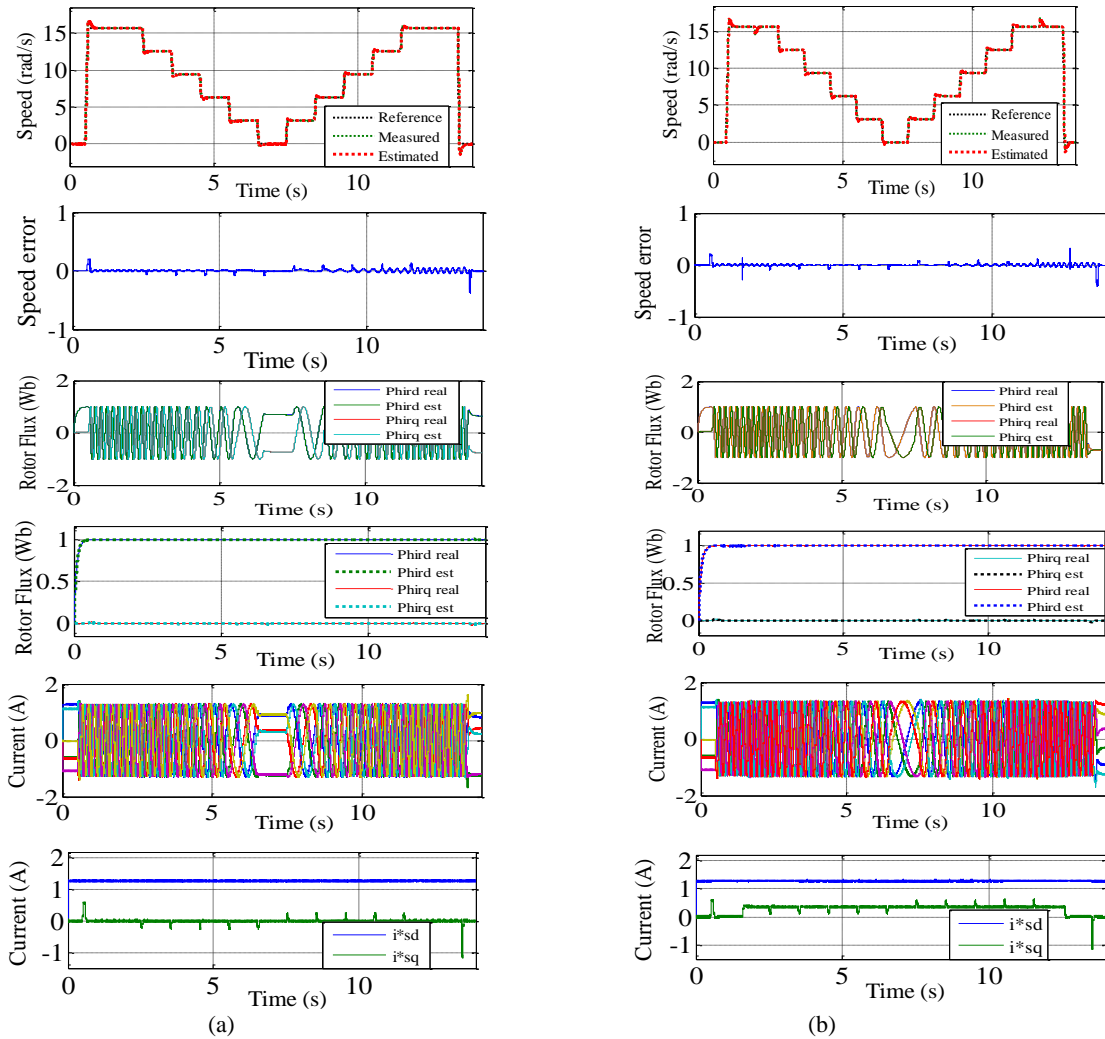 Speed (rad/s)
15
10
5
0
Reference
Measured
Estimated
0
5
10
Time (s)
Speed error
1
0
-1
0
5
10
Time (s)
Rotor Flux (Wb)
2
0
-2
Phird real
Phird est
Phirq real
Phirq est
0
5
10
Time (s)
Rotor Flux (Wb)
1
0.5
0
Phird real
Phird est
Phirq real
Phirq est
0
5
10
Time (s)
Current (A)
2
0
-2
0
5
10
Time (s)
Current (A)
2
1
0
-1
i*sd
i*sq
0
5
10
Time (s)
(a)
Speed (rad/s)
15
10
5
0
Reference
Measured
Estimated
0
5
10
Time (s)
Speed error
1
0
-1
0
5
10
Time (s)
Rotor Flux (Wb)
2
0
-2
Phird real
Phird est
Phirq real
Phirq est
0
5
10
Time (s)
Rotor Flux (Wb)
1
0.5
0
Phirq real
Phirq est
Phird real
Phird est
0
5
10
Time (s)
Current (A)
2
0
-2
0
5
10
Time (s)
Current (A)
2
1
0
-1
i*sd
i*sq
0
5
10
Time (s)
(b)